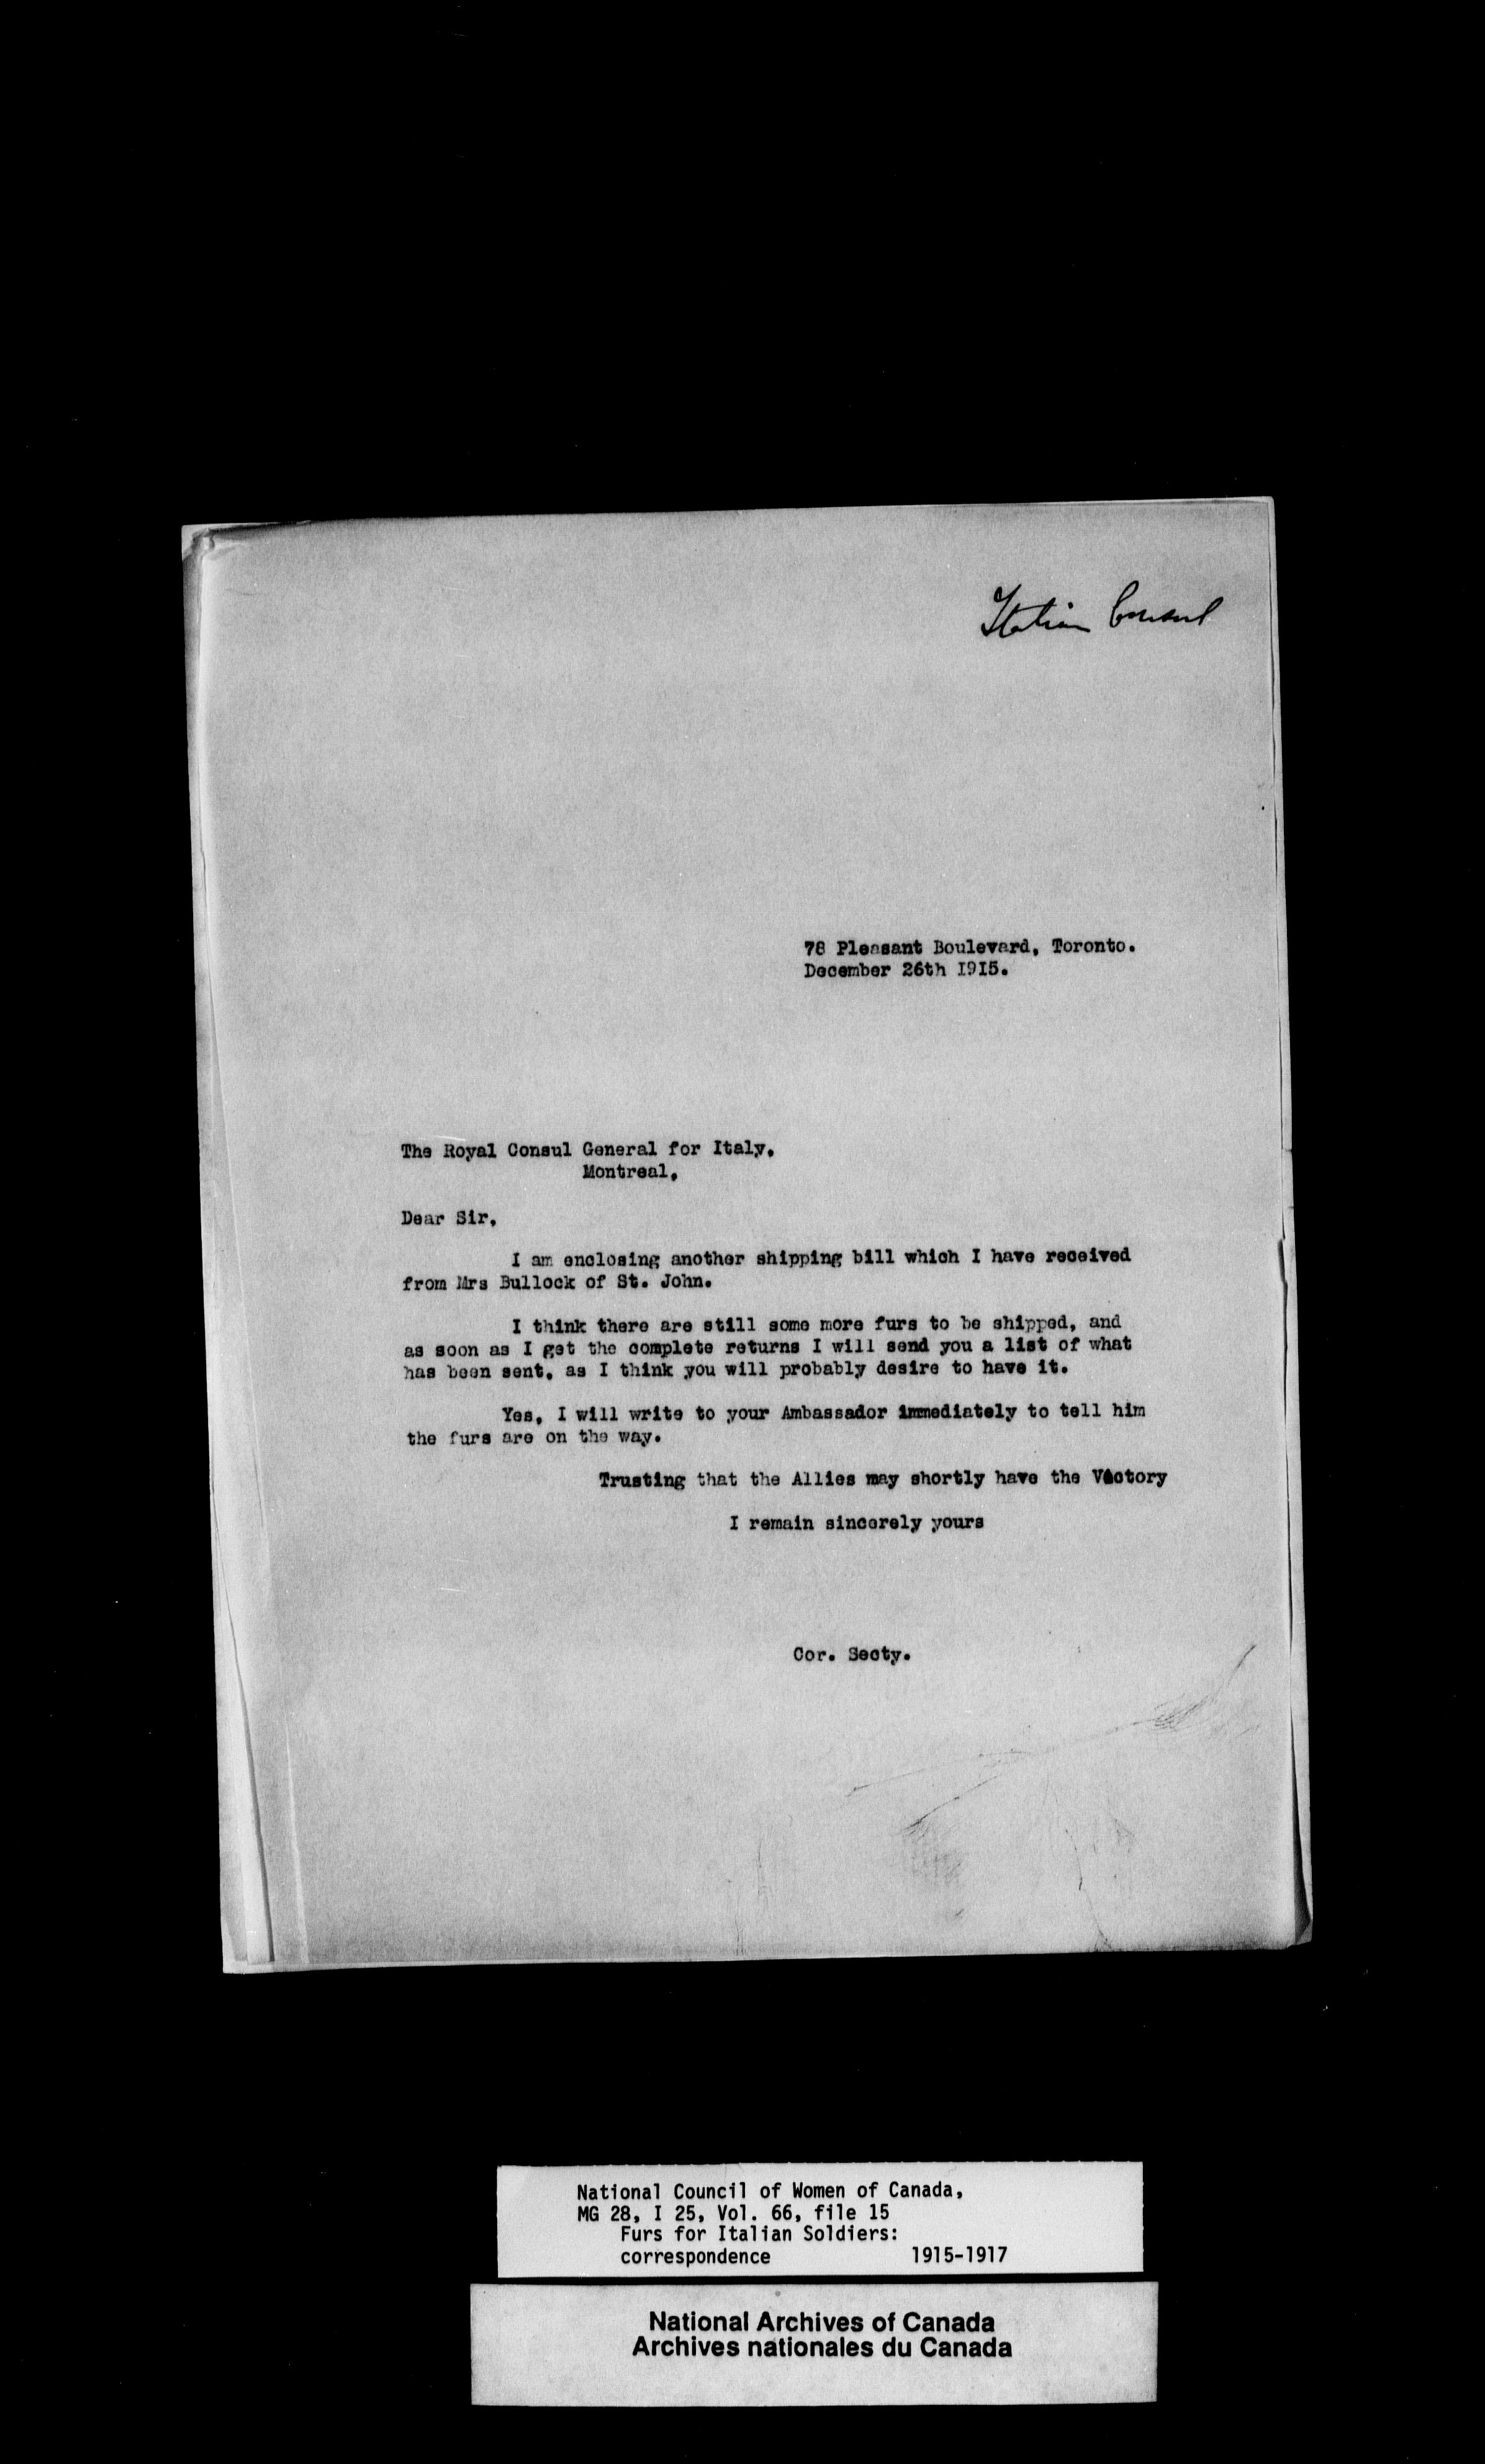 Italian Consul
78 Pleasant Boulevard, Toronto.
December 26th 1915.
The Royal Consul General for Italy,
Montreal,
Dear Sir,
I am enclosing another shipping bill which I have received
from Mrs Bullock of St. John.
I think there are still some more furs to be shipped, and
as soon as I get the complete returns I will send you a list of what
has been sent, as I think you will probably desire to have it.
Yes, I will write to your Ambassador immediately to tell him
the furs are on the way.
Trusting that the Allies may shortly have the Victory
I remain sincerely yours
Cor. Secty.
National Council of Women of Canada,
MG 28, I 25, Vol. 66, file 15
Furs for Italian Soldiers:
correspondence 1915-1917
National Archives of Canada
Archives nationales du Canada